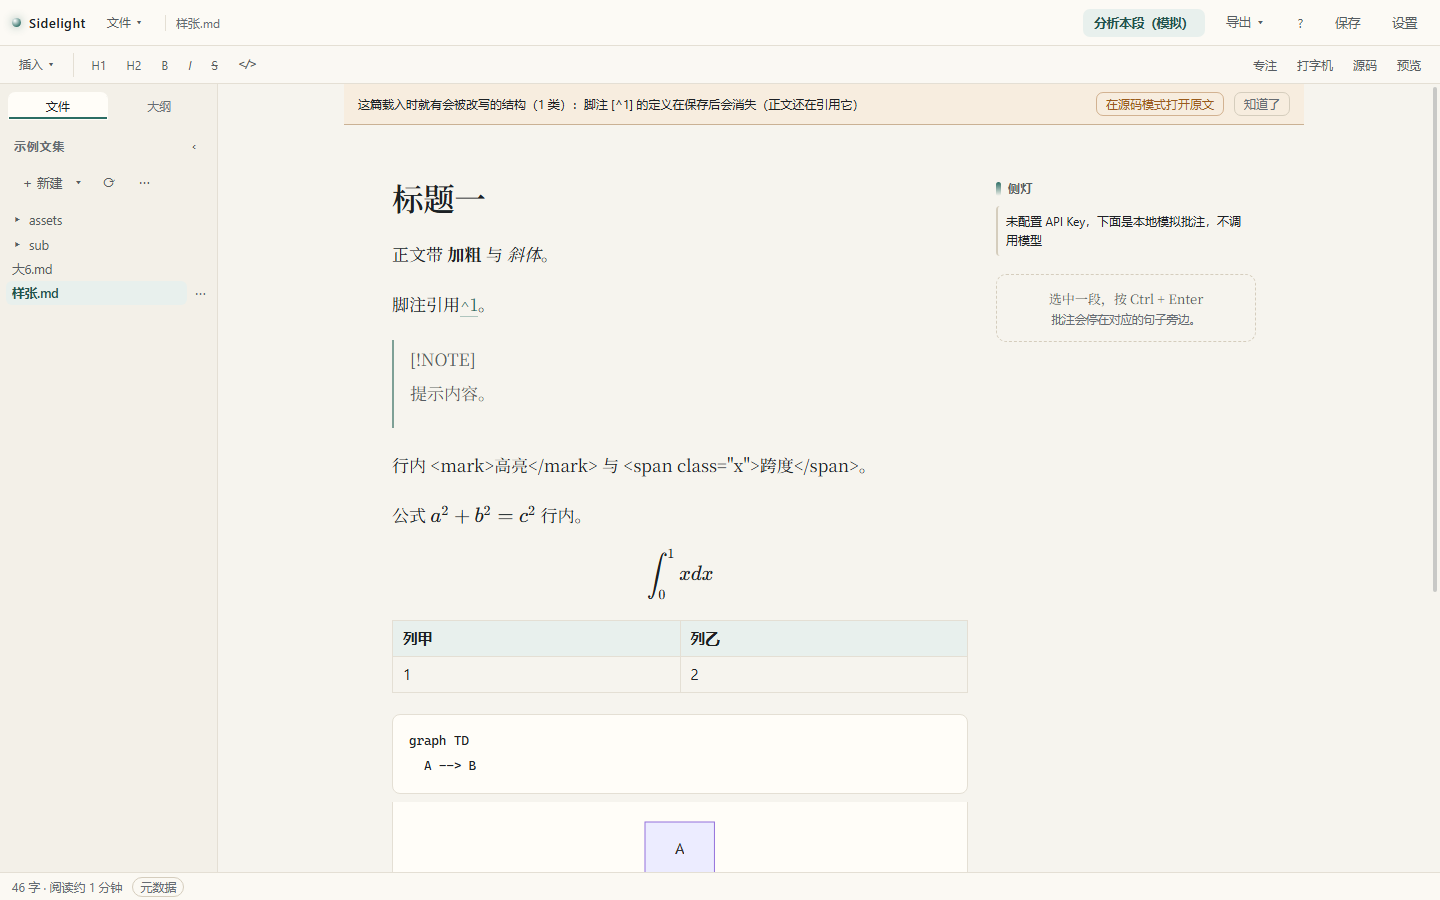 Sidelight 文件 ▾ 样张.md 分析本段（模拟） 导出 ▾ ? 保存 设置
插入 ▾ H1 H2 B I S </> 专注 打字机 源码 预览
文件 大纲
示例文集 ‹
+ 新建 ▾ ⟳ ···
▸ assets
▸ sub
大6.md
样张.md ···
这篇载入时就有会被改写的结构（1 类）：脚注 [^1] 的定义在保存后会消失（正文还在引用它） 在源码模式打开原文 知道了
标题一
正文带 加粗 与 斜体。
脚注引用^1。
[!NOTE]
提示内容。
行内 <mark>高亮</mark> 与 <span class="x">跨度</span>。
公式 a² + b² = c² 行内。
∫₀¹ xdx
列甲 列乙
1 2
graph TD
  A --> B
A
侧灯
未配置 API Key，下面是本地模拟批注，不调
用模型
选中一段，按 Ctrl + Enter
批注会停在对应的句子旁边。
46 字 · 阅读约 1 分钟 元数据